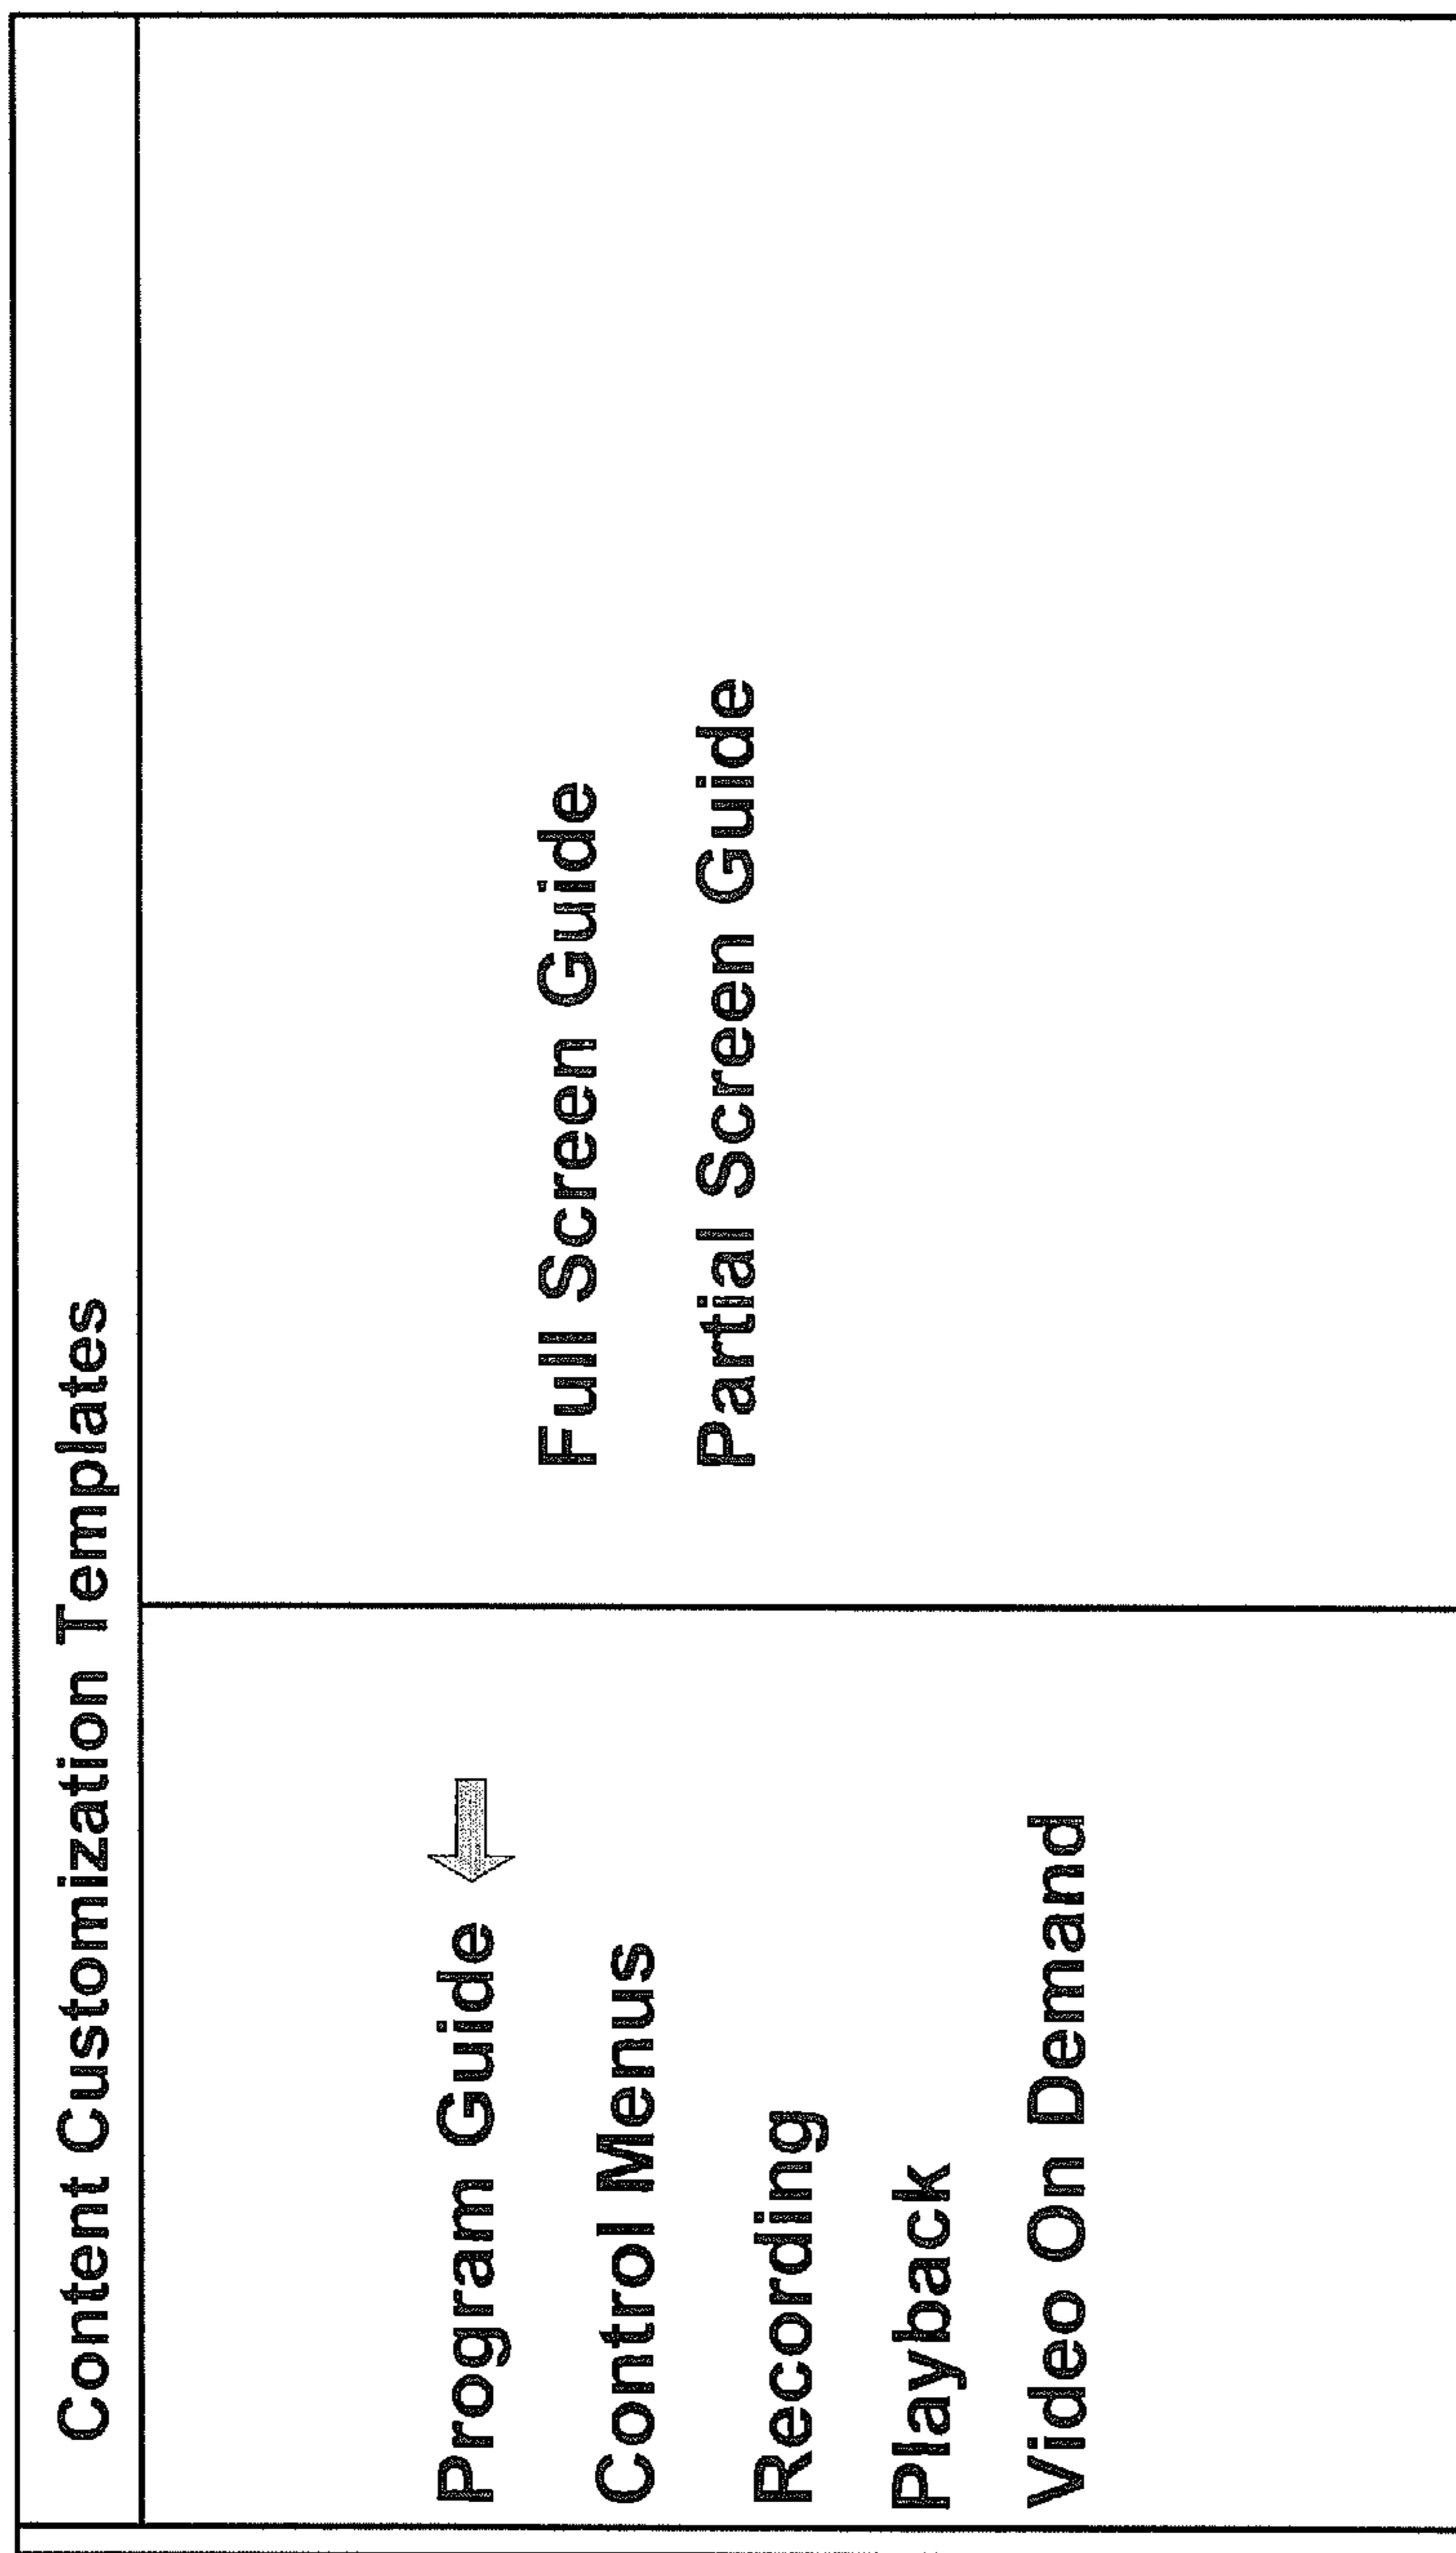 Content Customization Templates
Program Guide
Control Menus
Recording
Playback
Video On Demand
Full Screen Guide
Partial Screen Guide